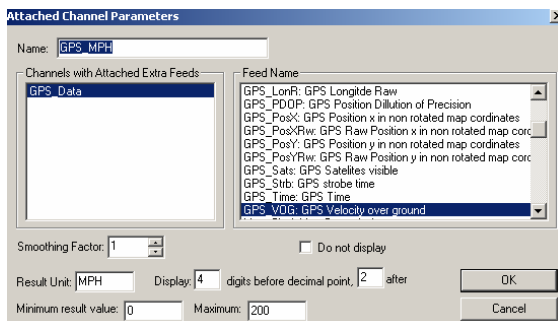 Attached Channel Parameters
Name: GPS_MPH
Channels with Attached Extra Feeds
GPS_Data
Feed Name
GPS_LonR: GPS Longitde Raw
GPS_PDOP: GPS Position Dillution of Precision
GPS_PosX: GPS Position x in non rotated map cordinates
GPS_PosXRw: GPS Raw Position x in non rotated map cord
GPS_PosY: GPS Position y in non rotated map cordinates
GPS_PosYRw: GPS Raw Position y in non rotated map cord
GPS_Sats: GPS Satelites visible
GPS_Strb: GPS strobe time
GPS_Time: GPS Time
GPS_VOG: GPS Velocity over ground
Smoothing Factor: 1
Do not display
Result Unit: MPH Display: 4 digits before decimal point, 2 after
OK
Minimum result value: 0 Maximum: 200
Cancel